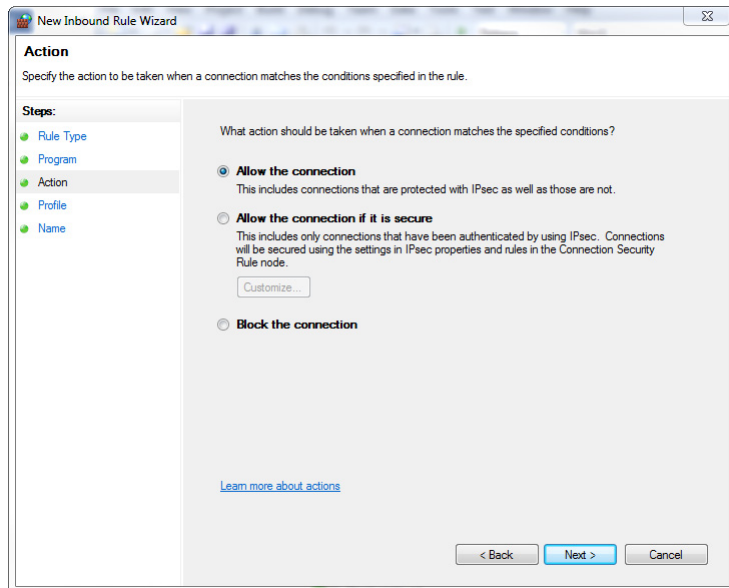 New Inbound Rule Wizard
Action
Specify the action to be taken when a connection matches the conditions specified in the rule.
Steps:
Rule Type
Program
Action
Profile
Name
What action should be taken when a connection matches the specified conditions?
Allow the connection
This includes connections that are protected with IPsec as well as those are not.
Allow the connection if it is secure
This includes only connections that have been authenticated by using IPsec. Connections
will be secured using the settings in IPsec properties and rules in the Connection Security
Rule node.
Customize...
Block the connection
Learn more about actions
< Back
Next >
Cancel